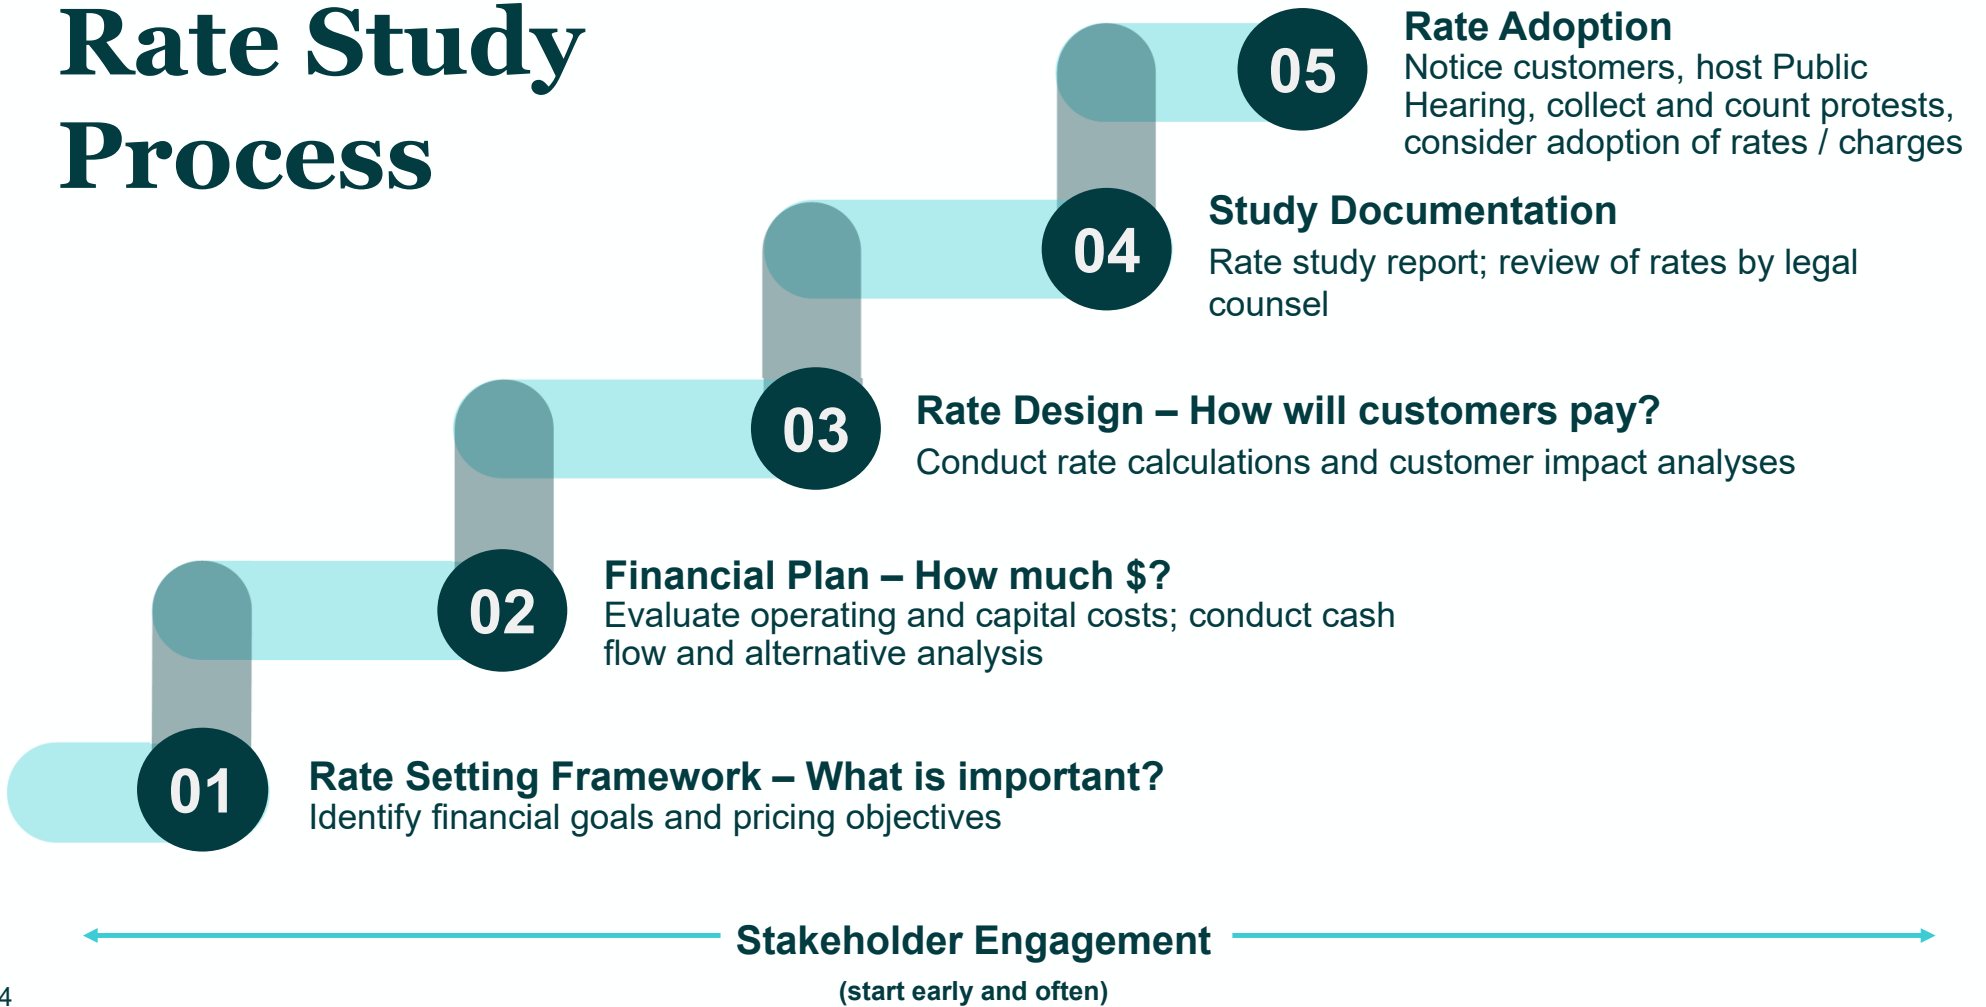 Rate Study
Process
05
Rate Adoption
Notice customers, host Public
Hearing, collect and count protests,
consider adoption of rates / charges
04
Study Documentation
Rate study report; review of rates by legal
counsel
03
Rate Design – How will customers pay?
Conduct rate calculations and customer impact analyses
02
Financial Plan – How much $?
Evaluate operating and capital costs; conduct cash
flow and alternative analysis
01
Rate Setting Framework – What is important?
Identify financial goals and pricing objectives
Stakeholder Engagement
(start early and often)
4